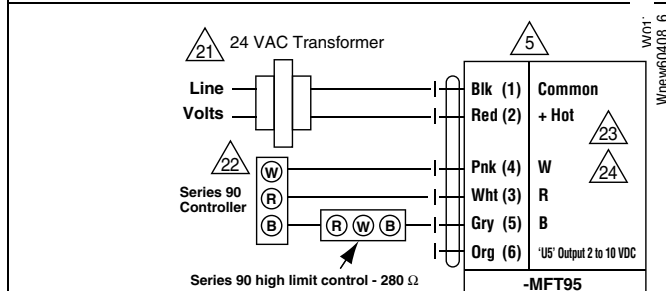 21 24 VAC Transformer
5
Line
Volts
Blk (1) Common
Red (2) + Hot
23
22
Pnk (4) W
24
Series 90
Controller
W
R
B
Wht (3) R
R W B
Gry (5) B
Org (6) 'U5' Output 2 to 10 VDC
Series 90 high limit control - 280 Ω
-MFT95